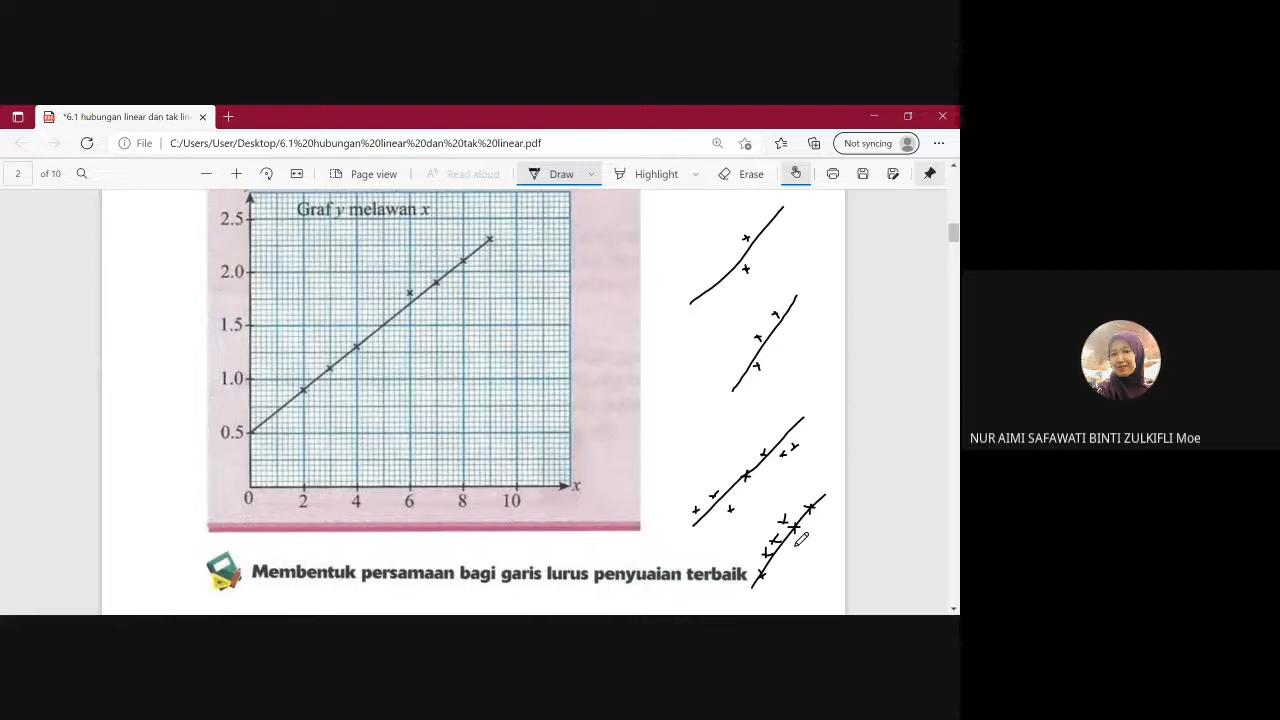 *6.1 hubungan linear dan tak lin
File C:/Users/User/Desktop/6.1%20hubungan%20linear%20dan%20tak%20linear.pdf
Not syncing
2 of 10
Page view
Read aloud
Draw
Highlight
Erase
Graf y melawan x
2.5
2.0
1.5
1.0
0.5
0 2 4 6 8 10 x
Membentuk persamaan bagi garis lurus penyuaian terbaik
NUR AIMI SAFAWATI BINTI ZULKIFLI Moe